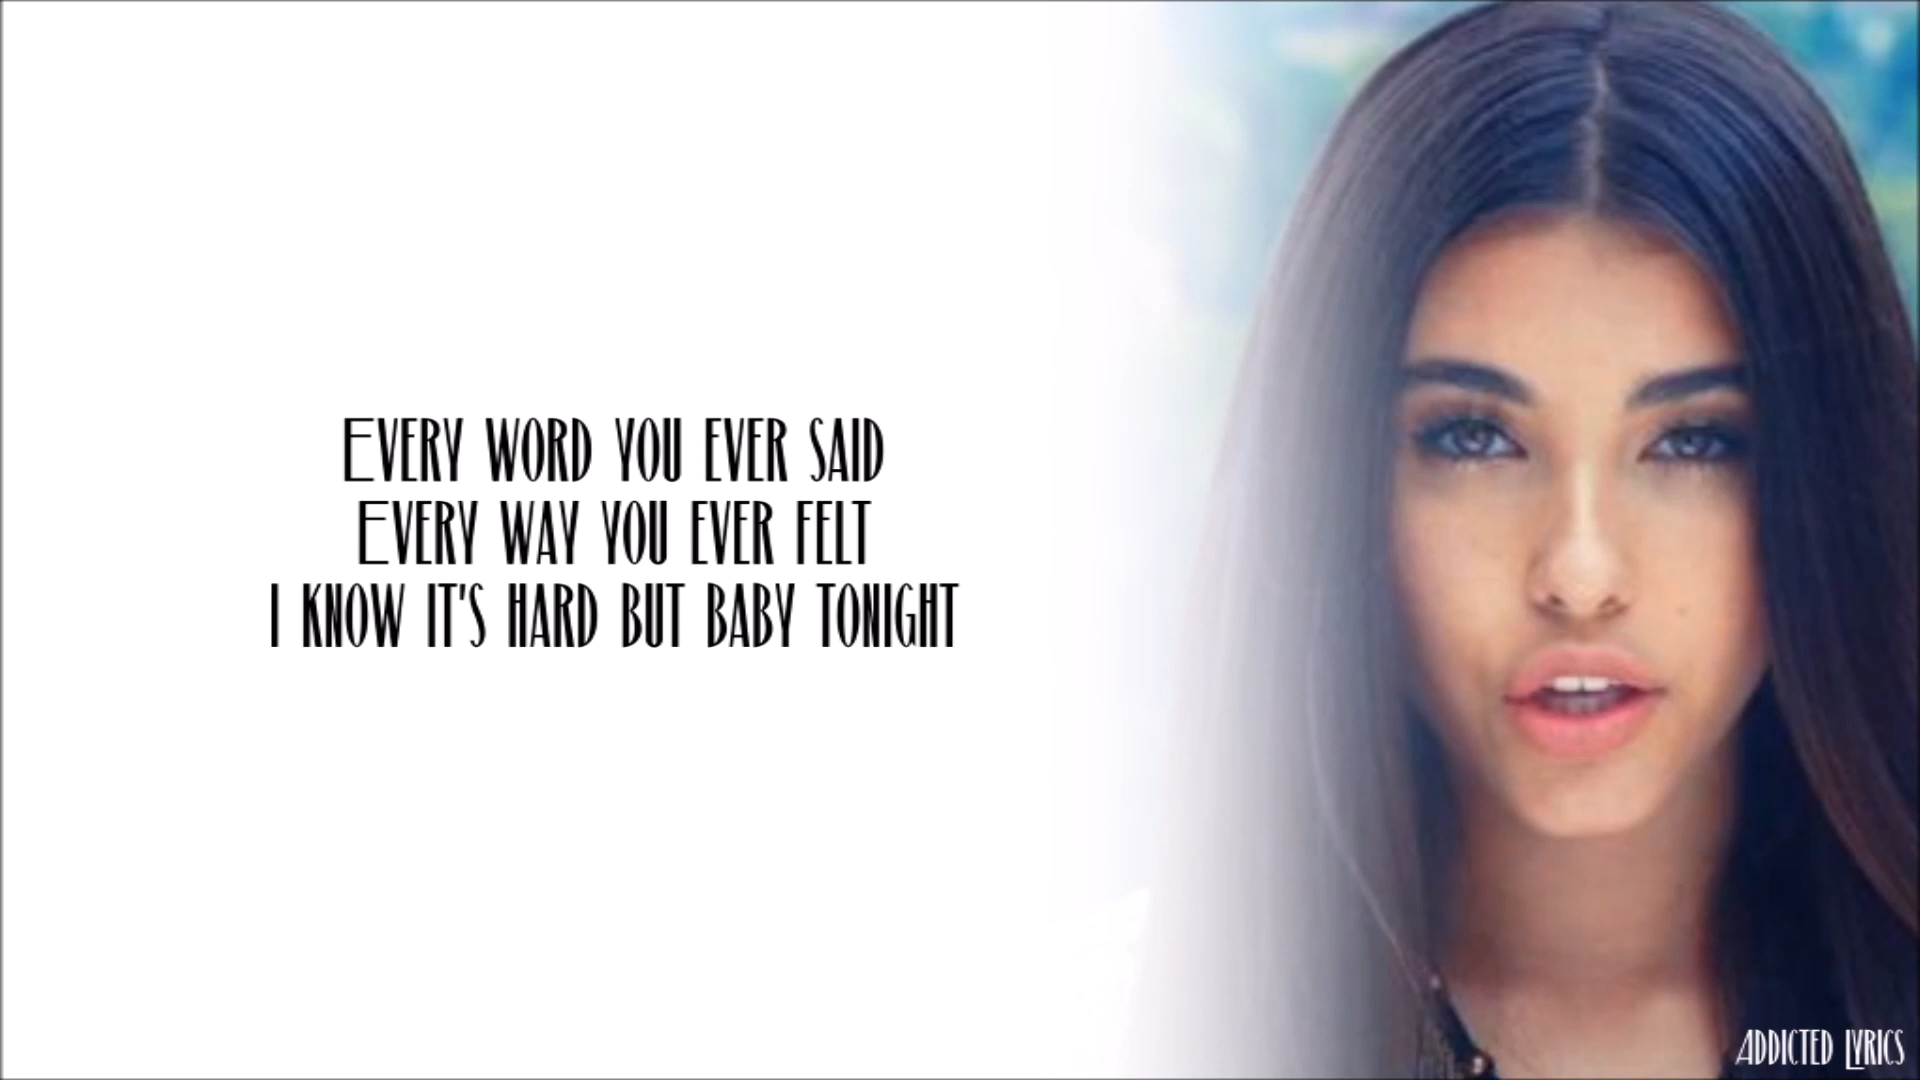 Every word you ever said
Every way you ever felt
I know it's hard but baby tonight
Addicted Lyrics